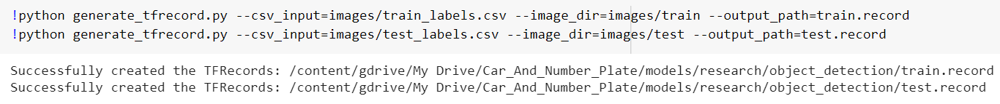 !python generate_tfrecord.py --csv_input=images/train_labels.csv --image_dir=images/train --output_path=train.record
!python generate_tfrecord.py --csv_input=images/test_labels.csv --image_dir=images/test --output_path=test.record
Successfully created the TFRecords: /content/gdrive/My Drive/Car_And_Number_Plate/models/research/object_detection/train.record
Successfully created the TFRecords: /content/gdrive/My Drive/Car_And_Number_Plate/models/research/object_detection/test.record